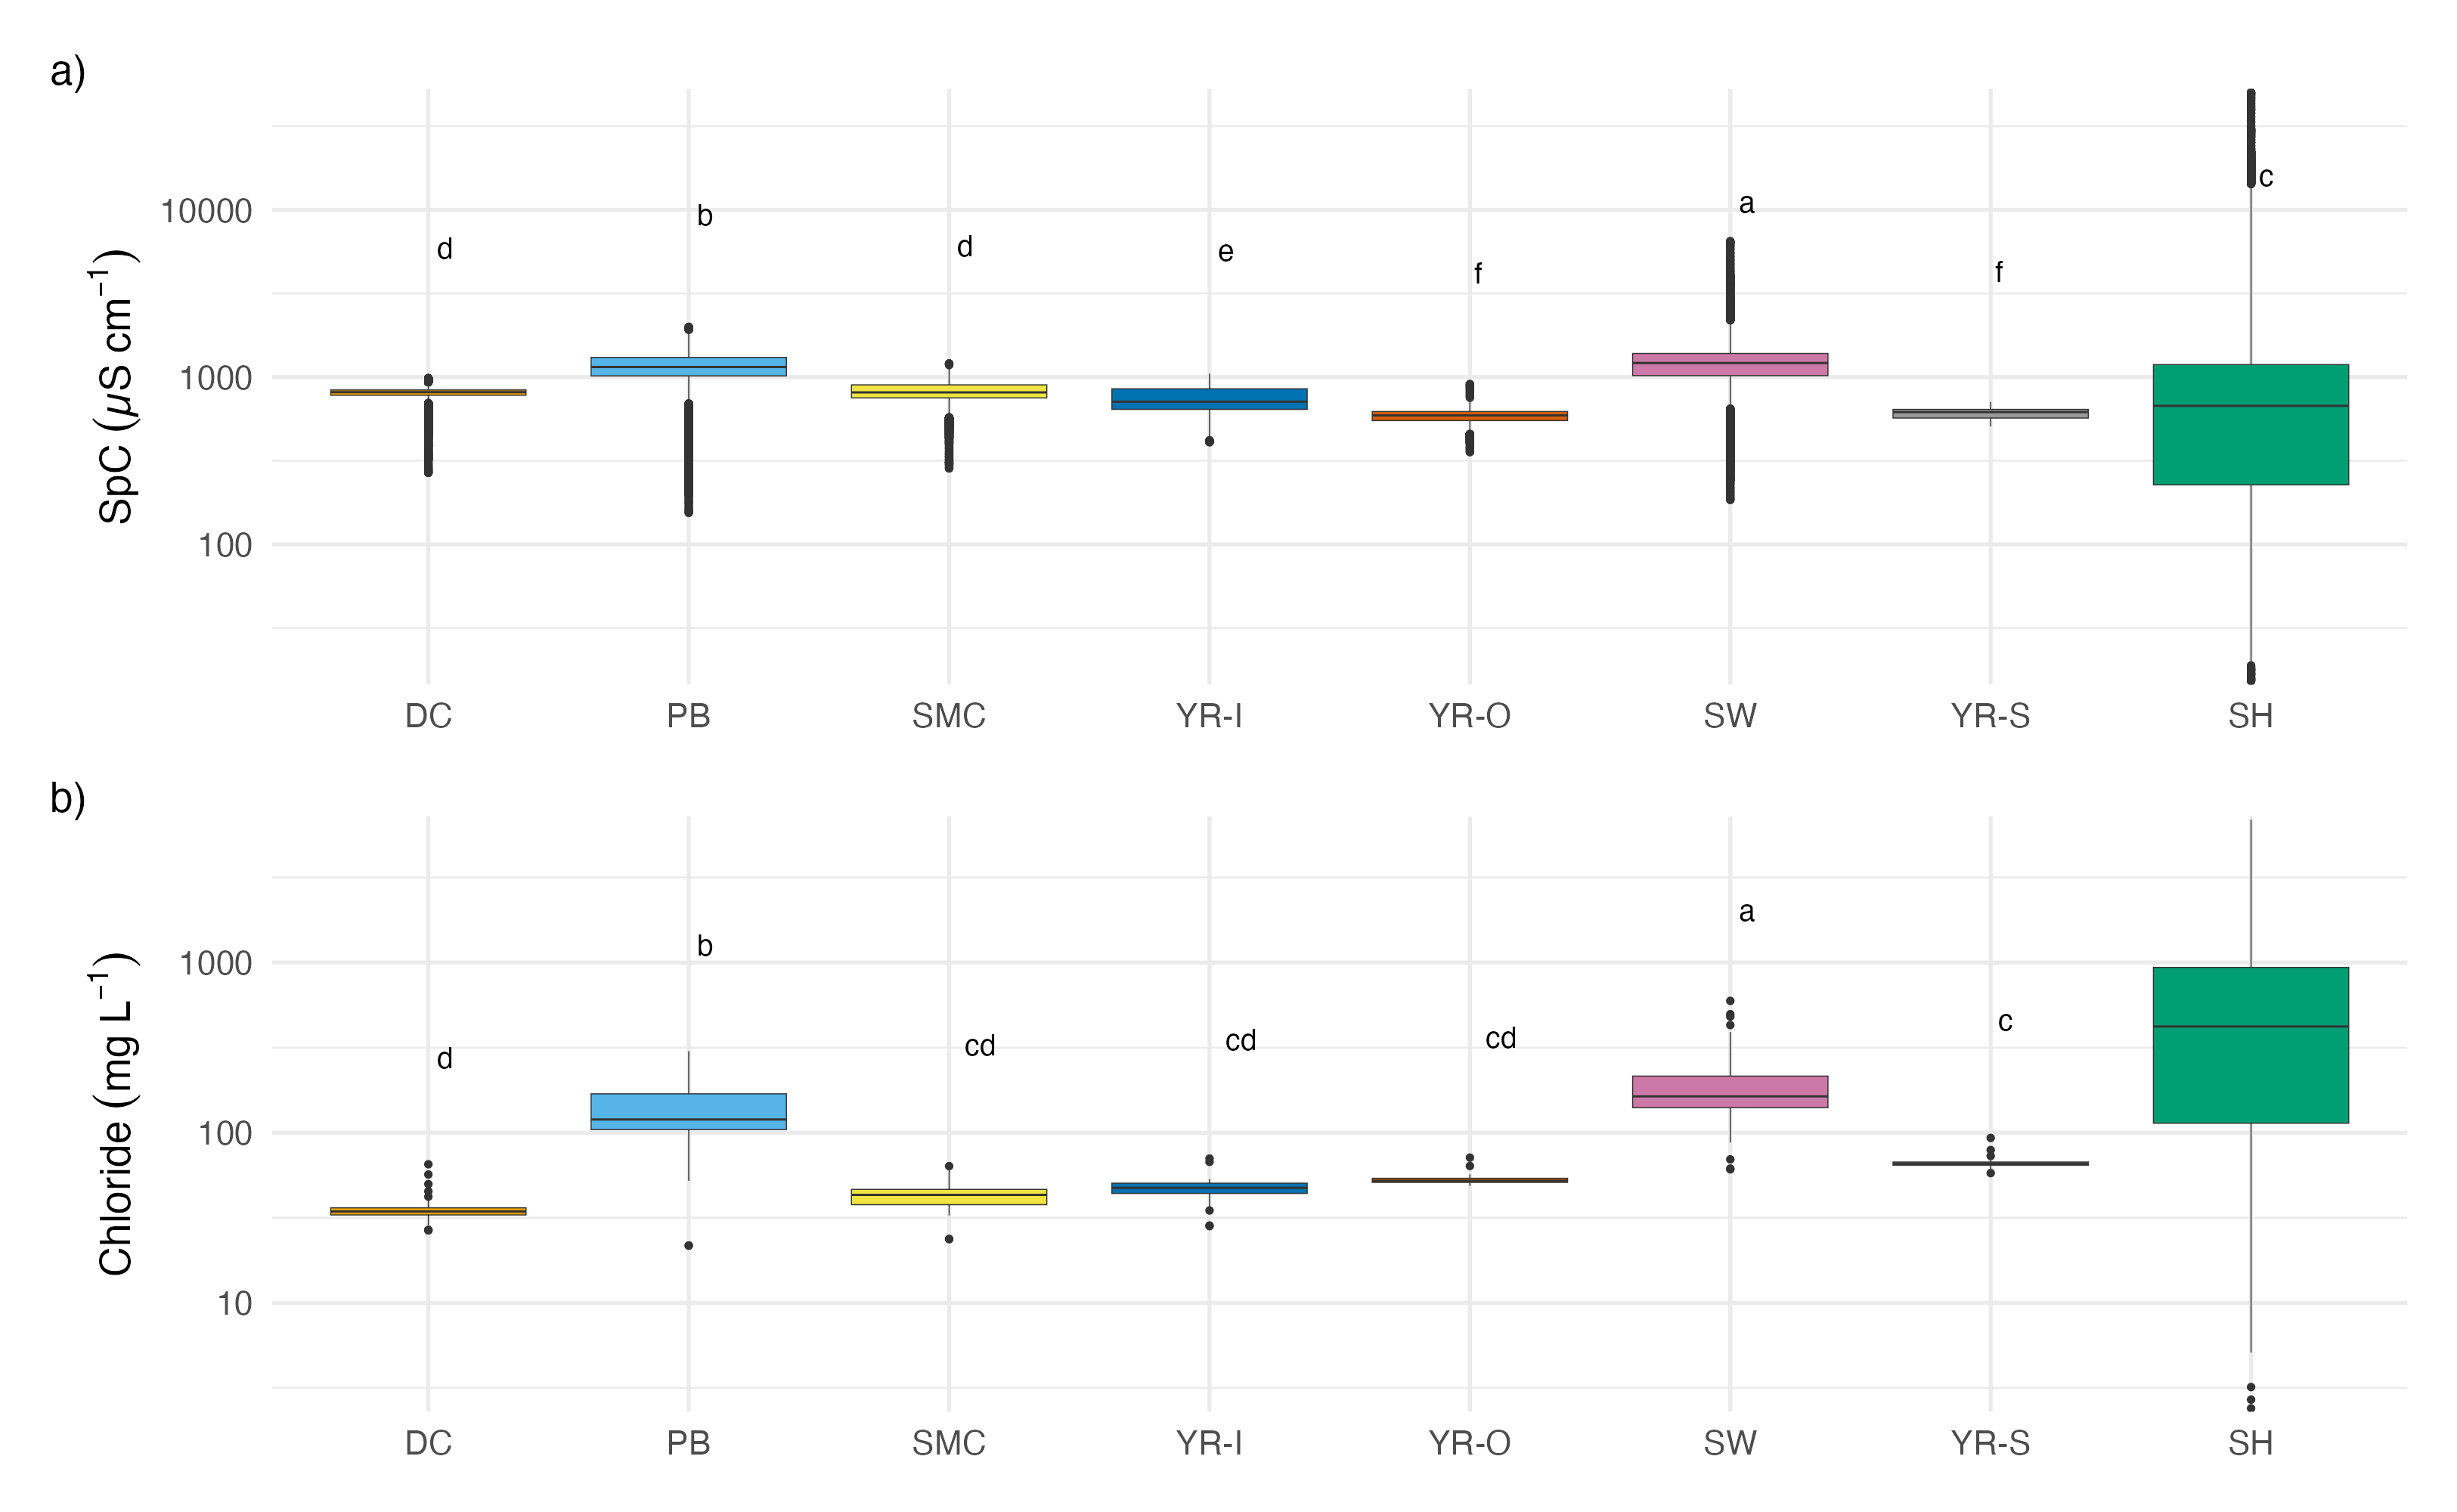 a)
SpC (μS cm⁻¹)
10000
1000
100
d b d e f a f c
DC PB SMC YR-I YR-O SW YR-S SH
b)
Chloride (mg L⁻¹)
1000
100
10
d b cd cd cd a c
DC PB SMC YR-I YR-O SW YR-S SH